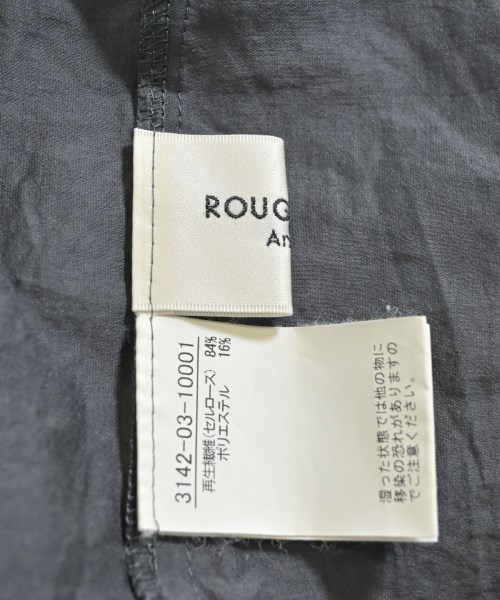 ROUG
An
3142-03-10001
再生繊維(セルロース) 84%
ポリエステル 16%
湿った状態では他の物に
移染の恐れがありますの
でご注意ください。